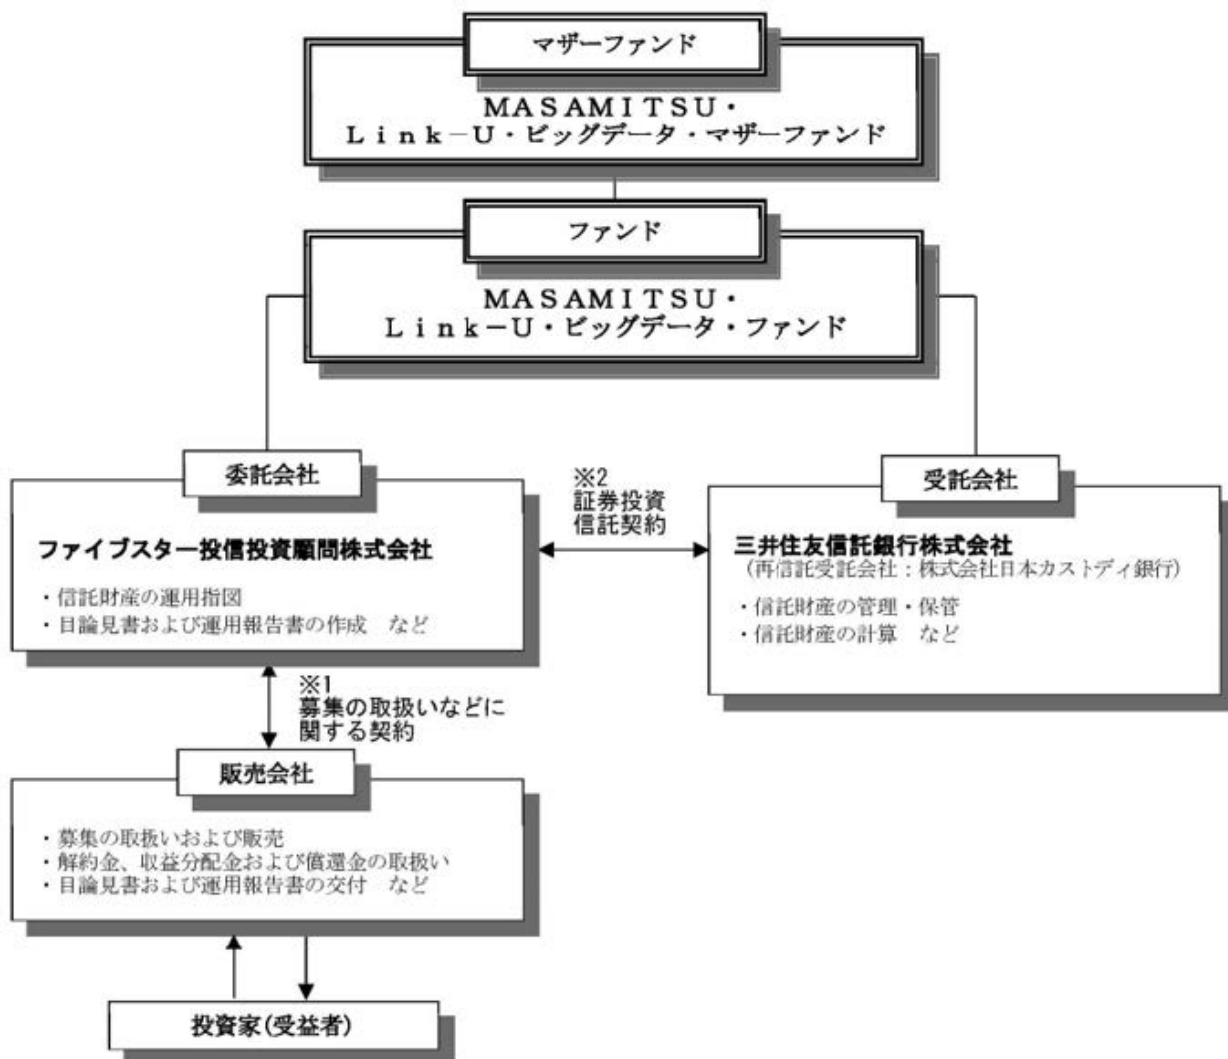 マザーファンド
ＭＡＳＡＭＩＴＳＵ・
Ｌｉｎｋ－Ｕ・ビッグデータ・マザーファンド
ファンド
ＭＡＳＡＭＩＴＳＵ・
Ｌｉｎｋ－Ｕ・ビッグデータ・ファンド
委託会社
ファイブスター投信投資顧問株式会社
・信託財産の運用指図
・目論見書および運用報告書の作成　など
※2
証券投資
信託契約
受託会社
三井住友信託銀行株式会社
（再信託受託会社：株式会社日本カストディ銀行）
・信託財産の管理・保管
・信託財産の計算　など
※1
募集の取扱いなどに
関する契約
販売会社
・募集の取扱いおよび販売
・解約金、収益分配金および償還金の取扱い
・目論見書および運用報告書の交付　など
投資家(受益者)